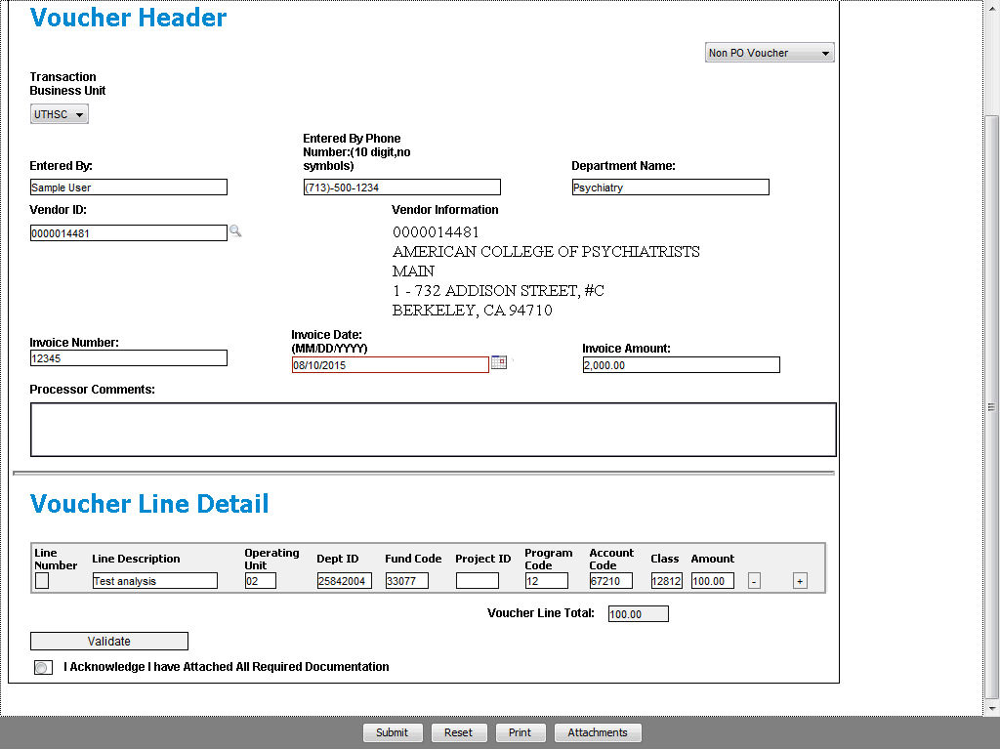 Voucher Header
Non PO Voucher
Transaction
Business Unit
UTHSC
Entered By Phone
Number:(10 digit,no
symbols)
Entered By:
Department Name:
Sample User
(713)-500-1234
Psychiatry
Vendor ID:
Vendor Information
0000014481
0000014481
AMERICAN COLLEGE OF PSYCHIATRISTS
MAIN
1 - 732 ADDISON STREET, #C
BERKELEY, CA 94710
Invoice Number:
Invoice Date:
(MM/DD/YYYY)
Invoice Amount:
12345
08/10/2015
2,000.00
Processor Comments:
Voucher Line Detail
Line
Number
Line Description
Operating
Unit
Dept ID
Fund Code
Project ID
Program
Code
Account
Code
Class
Amount
Test analysis
02
25842004
33077
12
67210
12812
100.00
-
+
Voucher Line Total:
100.00
Validate
I Acknowledge I have Attached All Required Documentation
Submit
Reset
Print
Attachments